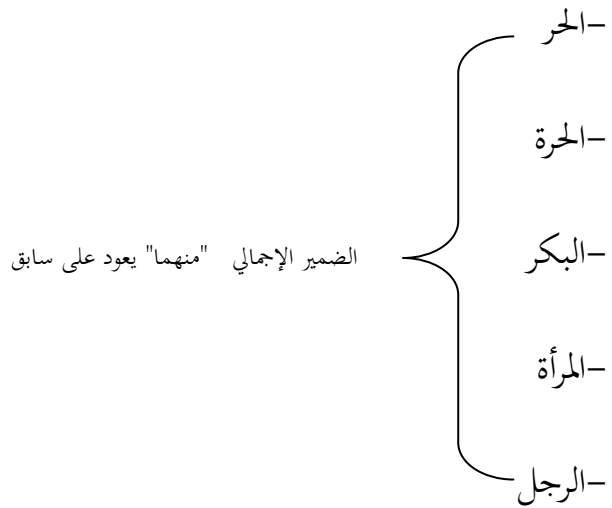 –الحر
–الحرة
–البكر
الضمير الإجمالي "منهما" يعود على سابق
–المرأة
–الرجل